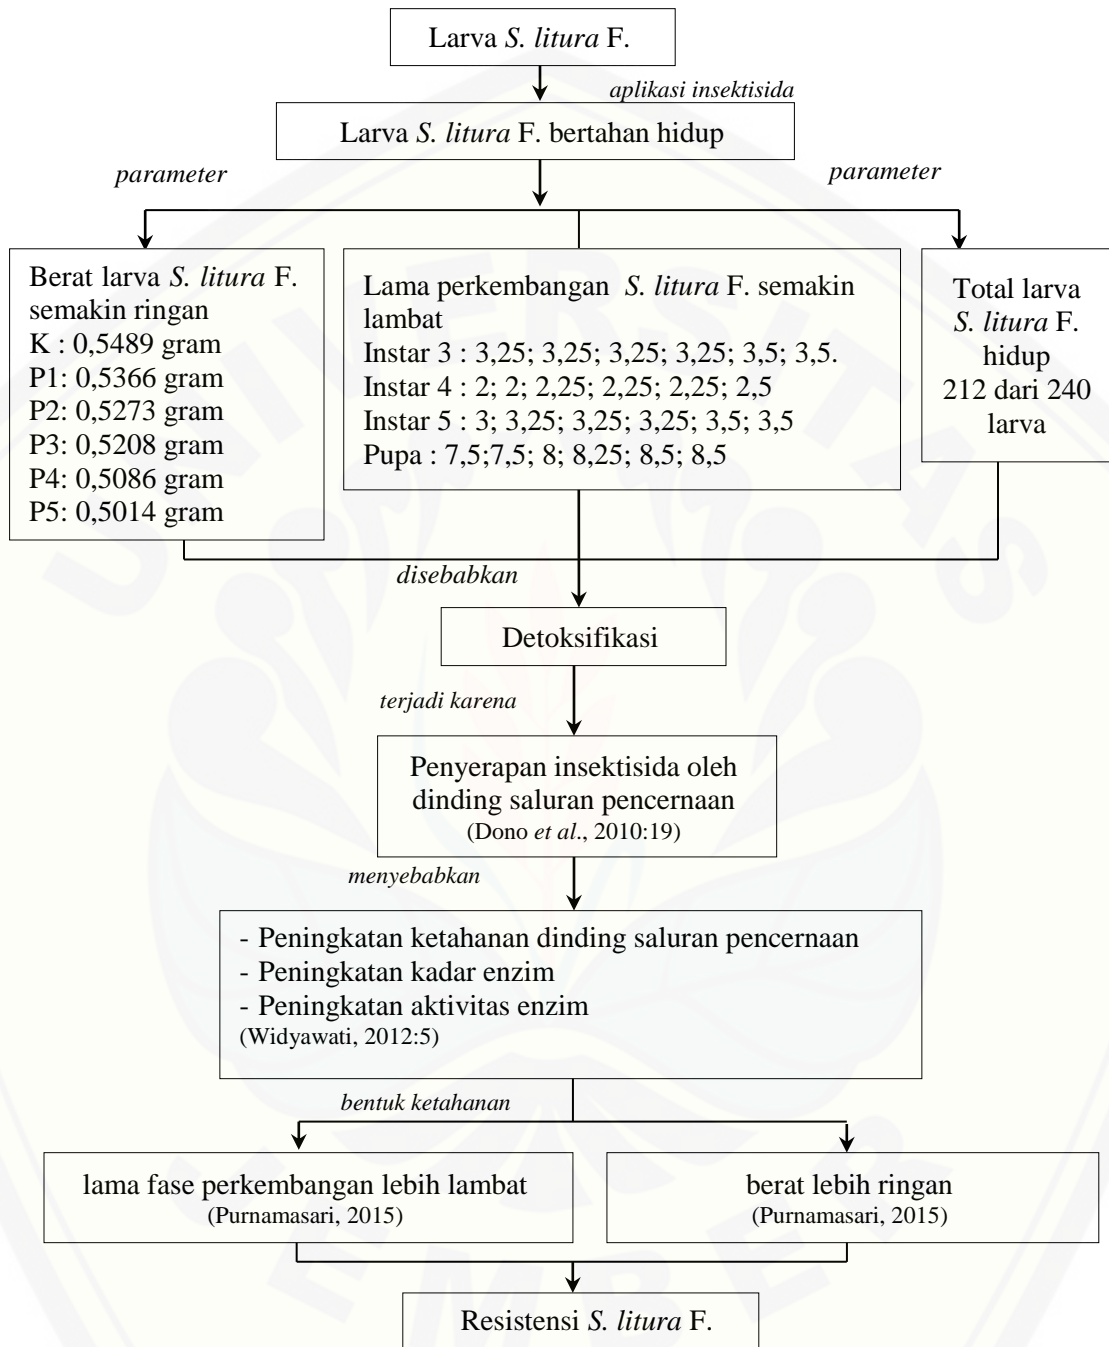 Larva S. litura F.
aplikasi insektisida
Larva S. litura F. bertahan hidup
parameter
parameter
Berat larva S. litura F.
semakin ringan
K : 0,5489 gram
P1: 0,5366 gram
P2: 0,5273 gram
P3: 0,5208 gram
P4: 0,5086 gram
P5: 0,5014 gram
Lama perkembangan S. litura F. semakin
lambat
Instar 3 : 3,25; 3,25; 3,25; 3,25; 3,5; 3,5.
Instar 4 : 2; 2; 2,25; 2,25; 2,25; 2,5
Instar 5 : 3; 3,25; 3,25; 3,25; 3,5; 3,5
Pupa : 7,5;7,5; 8; 8,25; 8,5; 8,5
Total larva
S. litura F.
hidup
212 dari 240
larva
disebabkan
Detoksifikasi
terjadi karena
Penyerapan insektisida oleh
dinding saluran pencernaan
(Dono et al., 2010:19)
menyebabkan
- Peningkatan ketahanan dinding saluran pencernaan
- Peningkatan kadar enzim
- Peningkatan aktivitas enzim
(Widyawati, 2012:5)
bentuk ketahanan
lama fase perkembangan lebih lambat
(Purnamasari, 2015)
berat lebih ringan
(Purnamasari, 2015)
Resistensi S. litura F.
UNIVERSITAS
EMBER